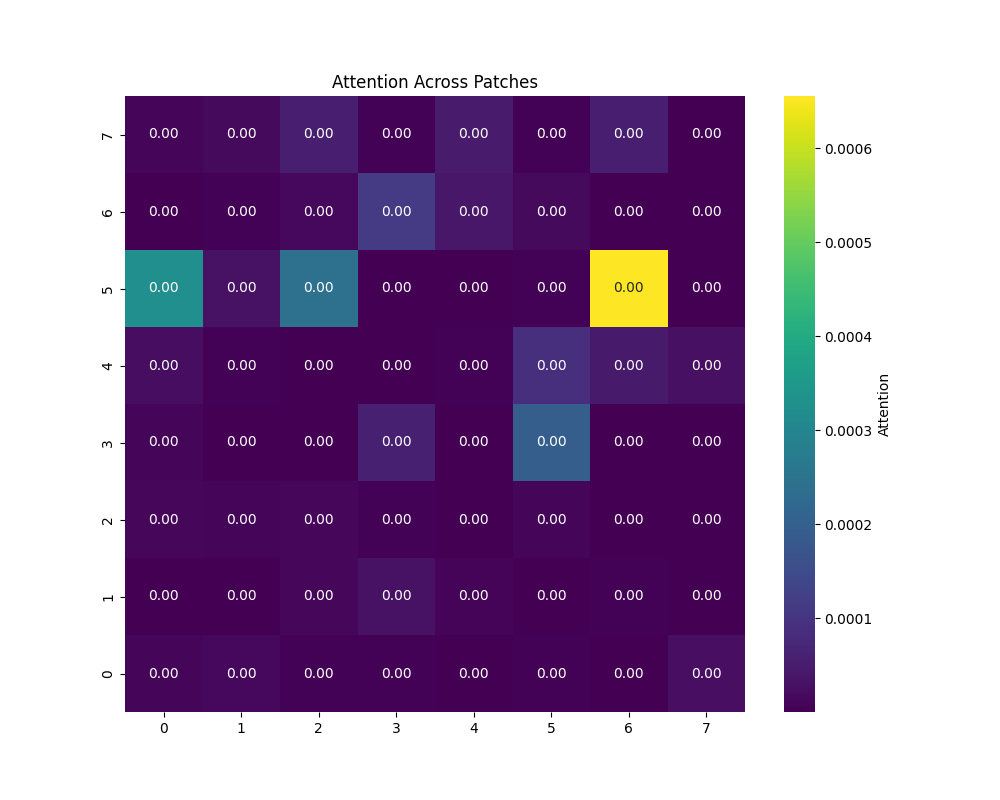 Attention Across Patches
7 0.00 0.00 0.00 0.00 0.00 0.00 0.00 0.00
6 0.00 0.00 0.00 0.00 0.00 0.00 0.00 0.00
5 0.00 0.00 0.00 0.00 0.00 0.00 0.00 0.00
4 0.00 0.00 0.00 0.00 0.00 0.00 0.00 0.00
3 0.00 0.00 0.00 0.00 0.00 0.00 0.00 0.00
2 0.00 0.00 0.00 0.00 0.00 0.00 0.00 0.00
1 0.00 0.00 0.00 0.00 0.00 0.00 0.00 0.00
0 0.00 0.00 0.00 0.00 0.00 0.00 0.00 0.00
0 1 2 3 4 5 6 7
0.0006
0.0005
0.0004
0.0003
0.0002
0.0001
Attention